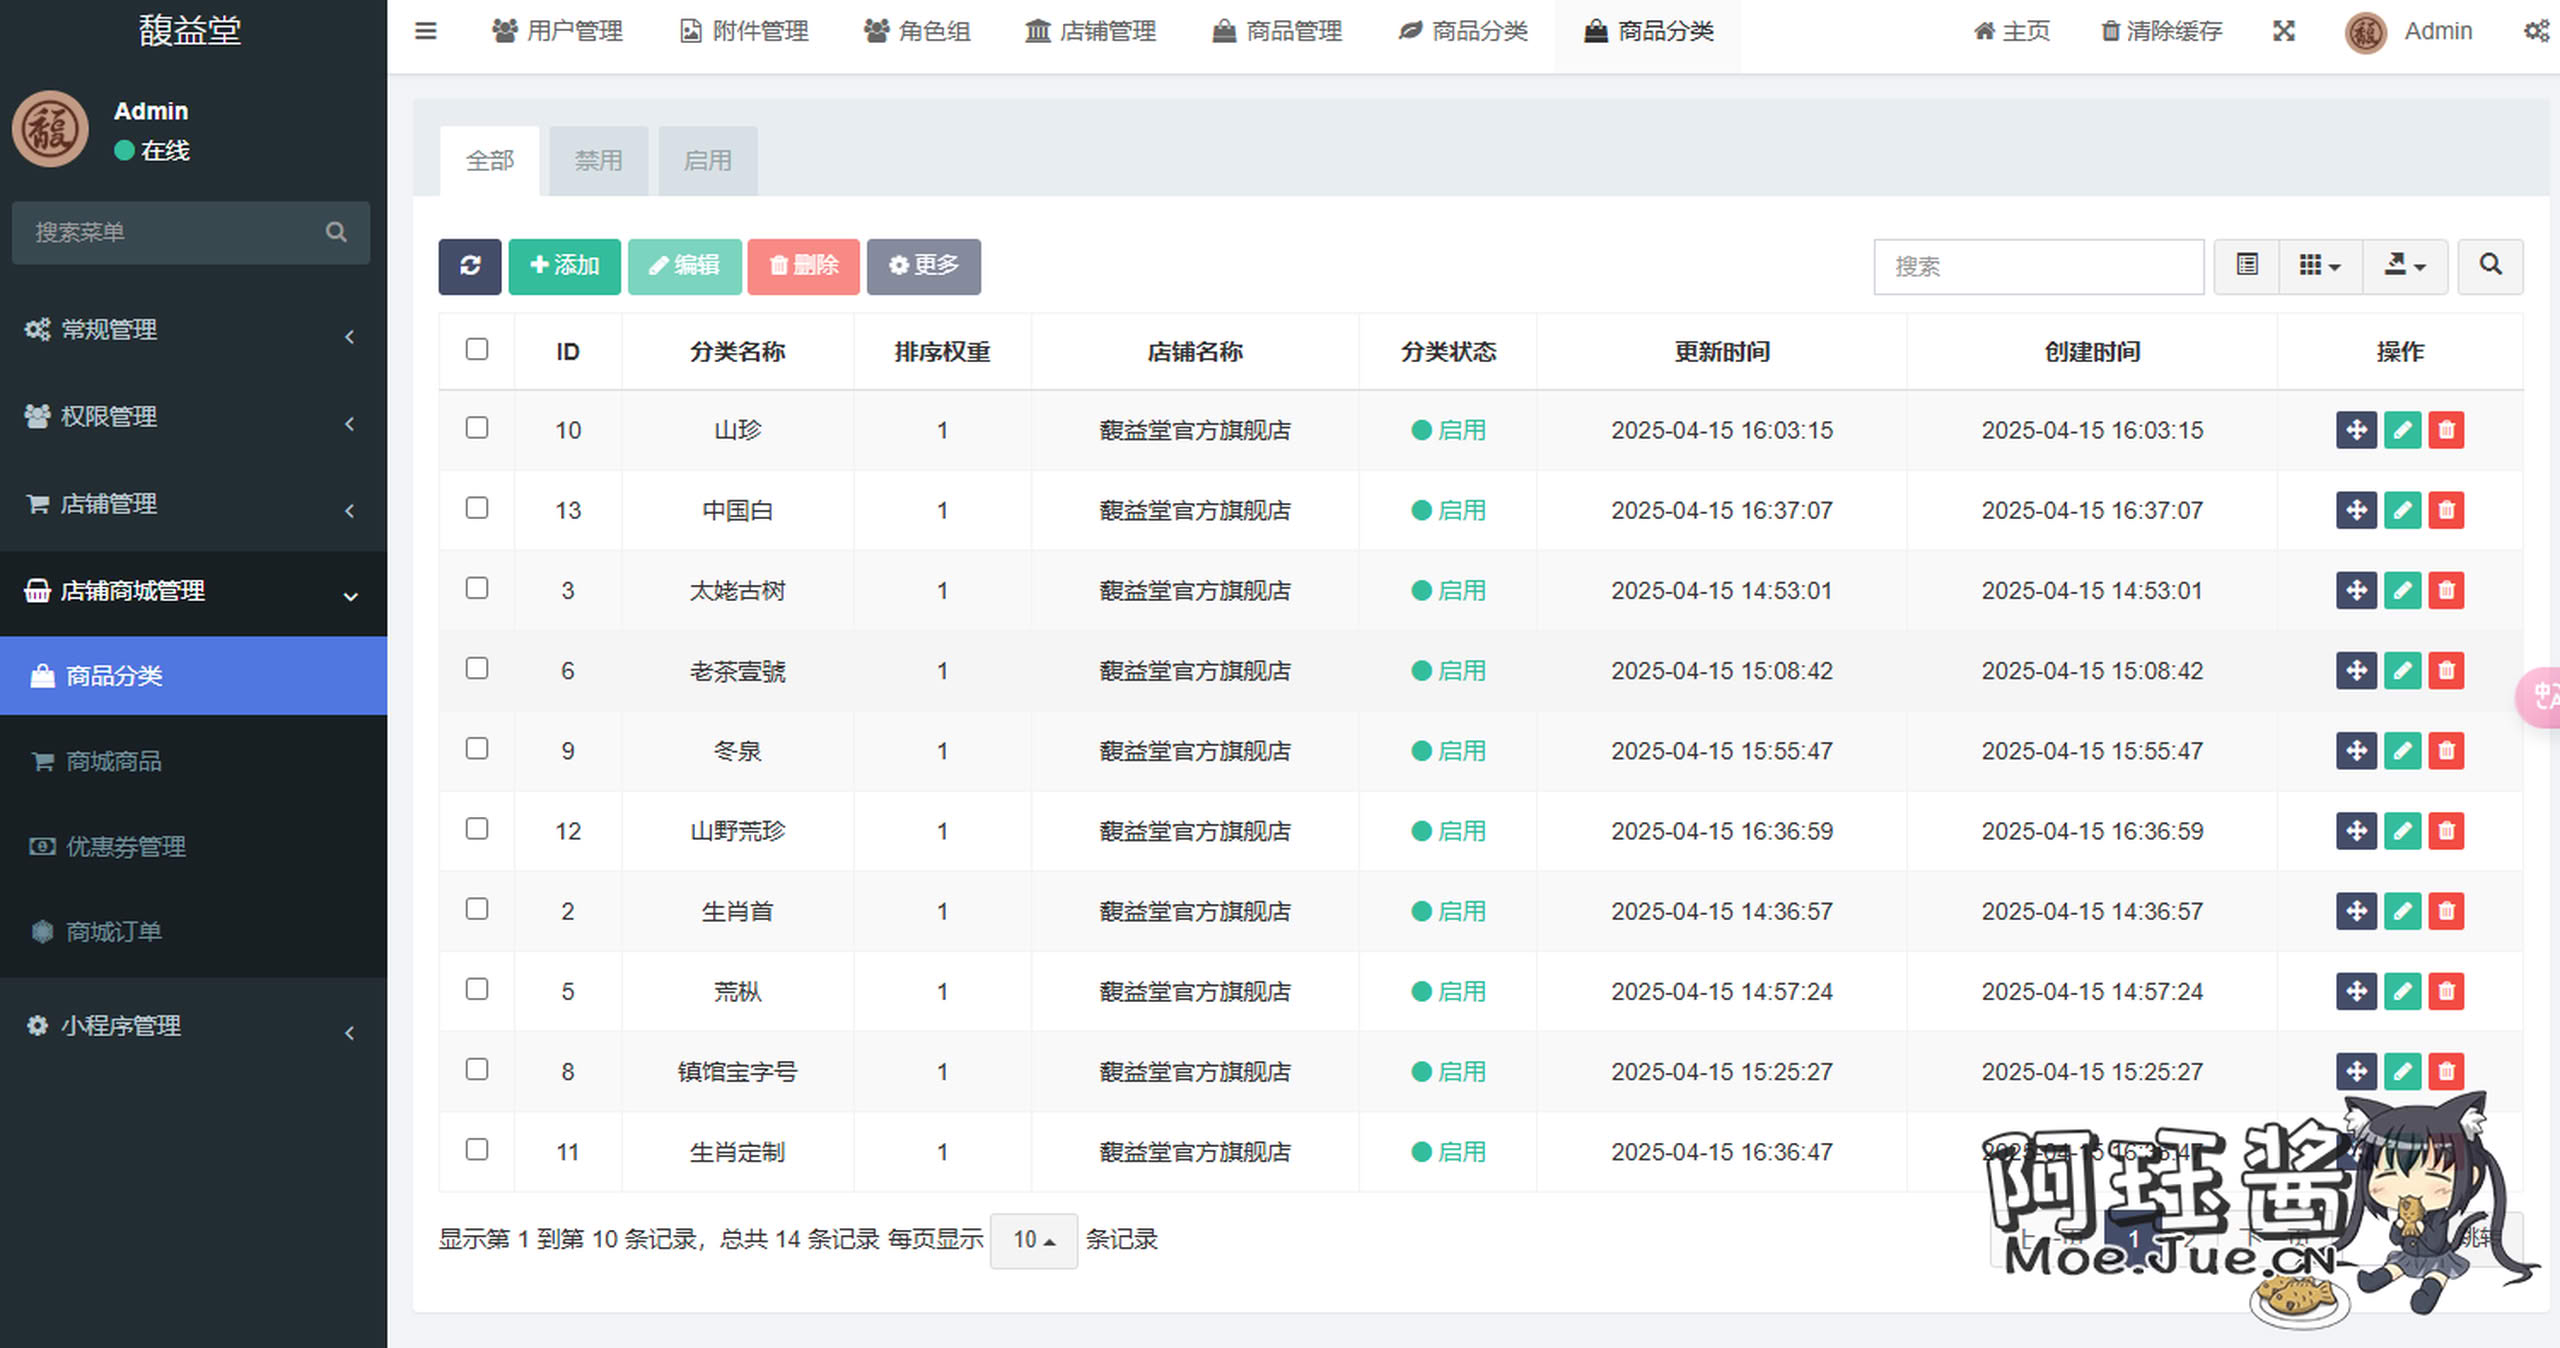 馥益堂
用户管理 附件管理 角色组 店铺管理 商品管理 商品分类 商品分类 主页 清除缓存 Admin
Admin
在线
搜索菜单
常规管理
权限管理
店铺管理
店铺商城管理
商品分类
商城商品
优惠券管理
商城订单
小程序管理
全部 禁用 启用
添加 编辑 删除 更多 搜索
ID 分类名称 排序权重 店铺名称 分类状态 更新时间 创建时间 操作
10 山珍 1 馥益堂官方旗舰店 启用 2025-04-15 16:03:15 2025-04-15 16:03:15
13 中国白 1 馥益堂官方旗舰店 启用 2025-04-15 16:37:07 2025-04-15 16:37:07
3 太姥古树 1 馥益堂官方旗舰店 启用 2025-04-15 14:53:01 2025-04-15 14:53:01
6 老茶壹號 1 馥益堂官方旗舰店 启用 2025-04-15 15:08:42 2025-04-15 15:08:42
9 冬泉 1 馥益堂官方旗舰店 启用 2025-04-15 15:55:47 2025-04-15 15:55:47
12 山野荒珍 1 馥益堂官方旗舰店 启用 2025-04-15 16:36:59 2025-04-15 16:36:59
2 生肖首 1 馥益堂官方旗舰店 启用 2025-04-15 14:36:57 2025-04-15 14:36:57
5 荒枞 1 馥益堂官方旗舰店 启用 2025-04-15 14:57:24 2025-04-15 14:57:24
8 镇馆宝字号 1 馥益堂官方旗舰店 启用 2025-04-15 15:25:27 2025-04-15 15:25:27
11 生肖定制 1 馥益堂官方旗舰店 启用 2025-04-15 16:36:47 2025-04-15 16:36:47
显示第 1 到第 10 条记录，总共 14 条记录 每页显示 10 条记录 上一页 1 2 下一页 跳转
阿珏酱
Moe.Jue.CN